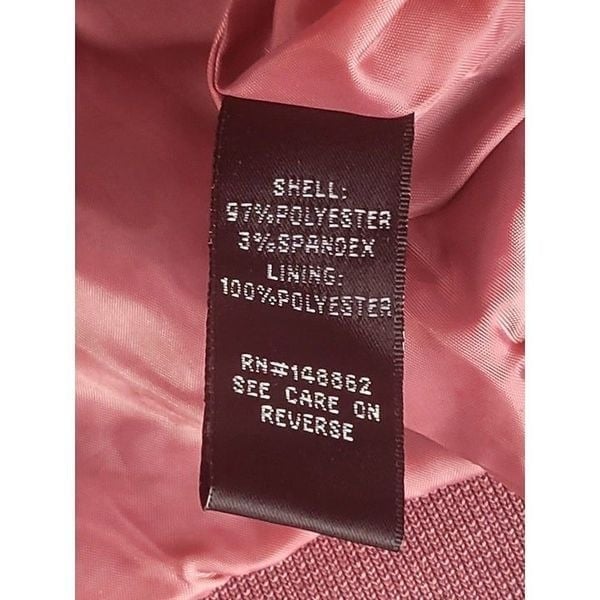 SHELL:
97%POLYESTER
3%SPANDEX
LINING:
100%POLYESTER
RN#148862
SEE CARE ON
REVERSE